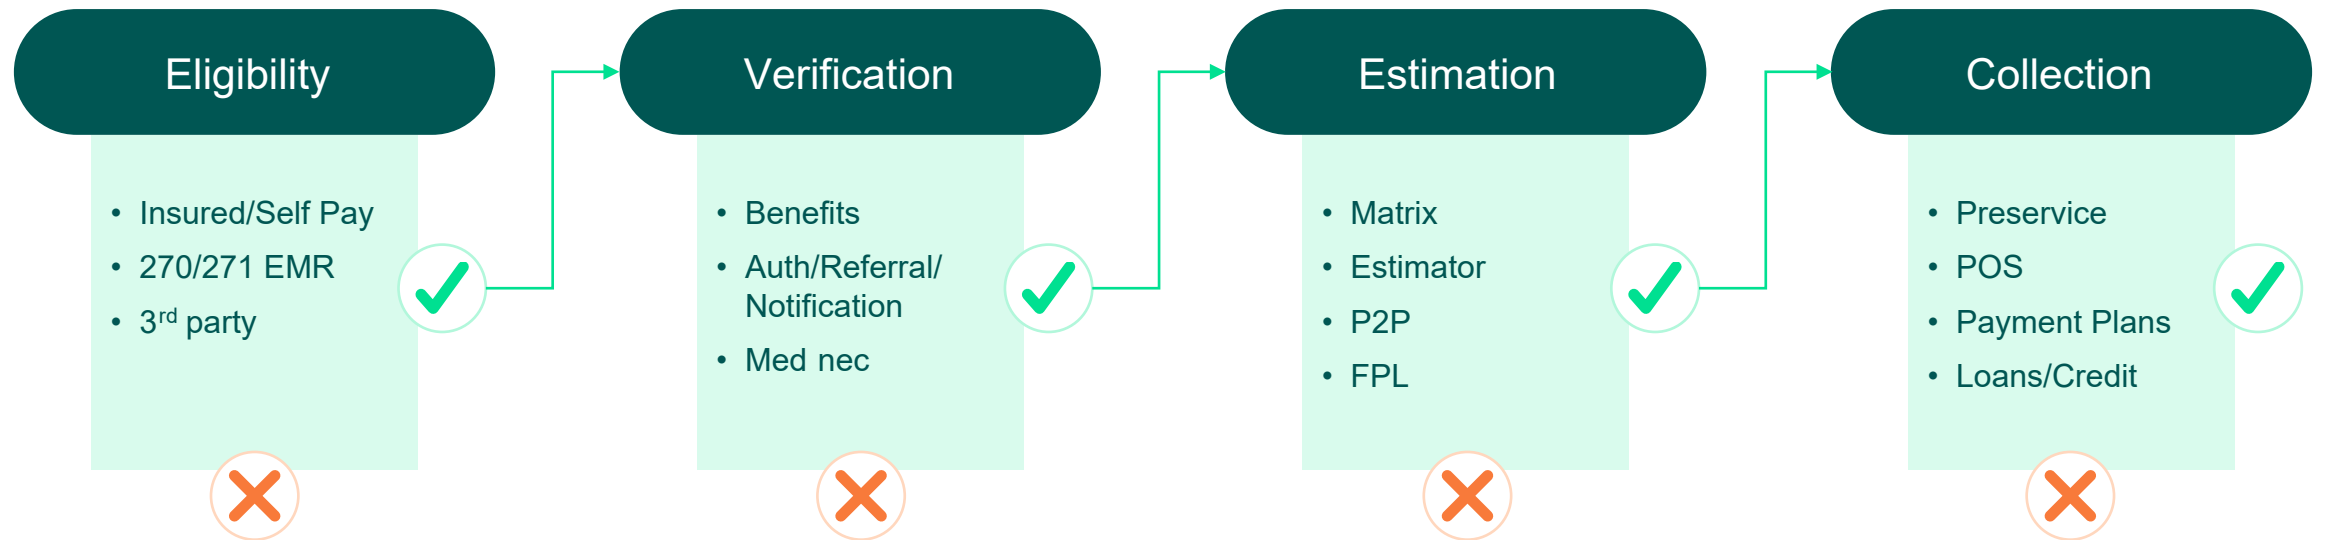 Eligibility
• Insured/Self Pay
• 270/271 EMR
• 3rd party
Verification
• Benefits
• Auth/Referral/
Notification
• Med nec
Estimation
• Matrix
• Estimator
• P2P
• FPL
Collection
• Preservice
• POS
• Payment Plans
• Loans/Credit